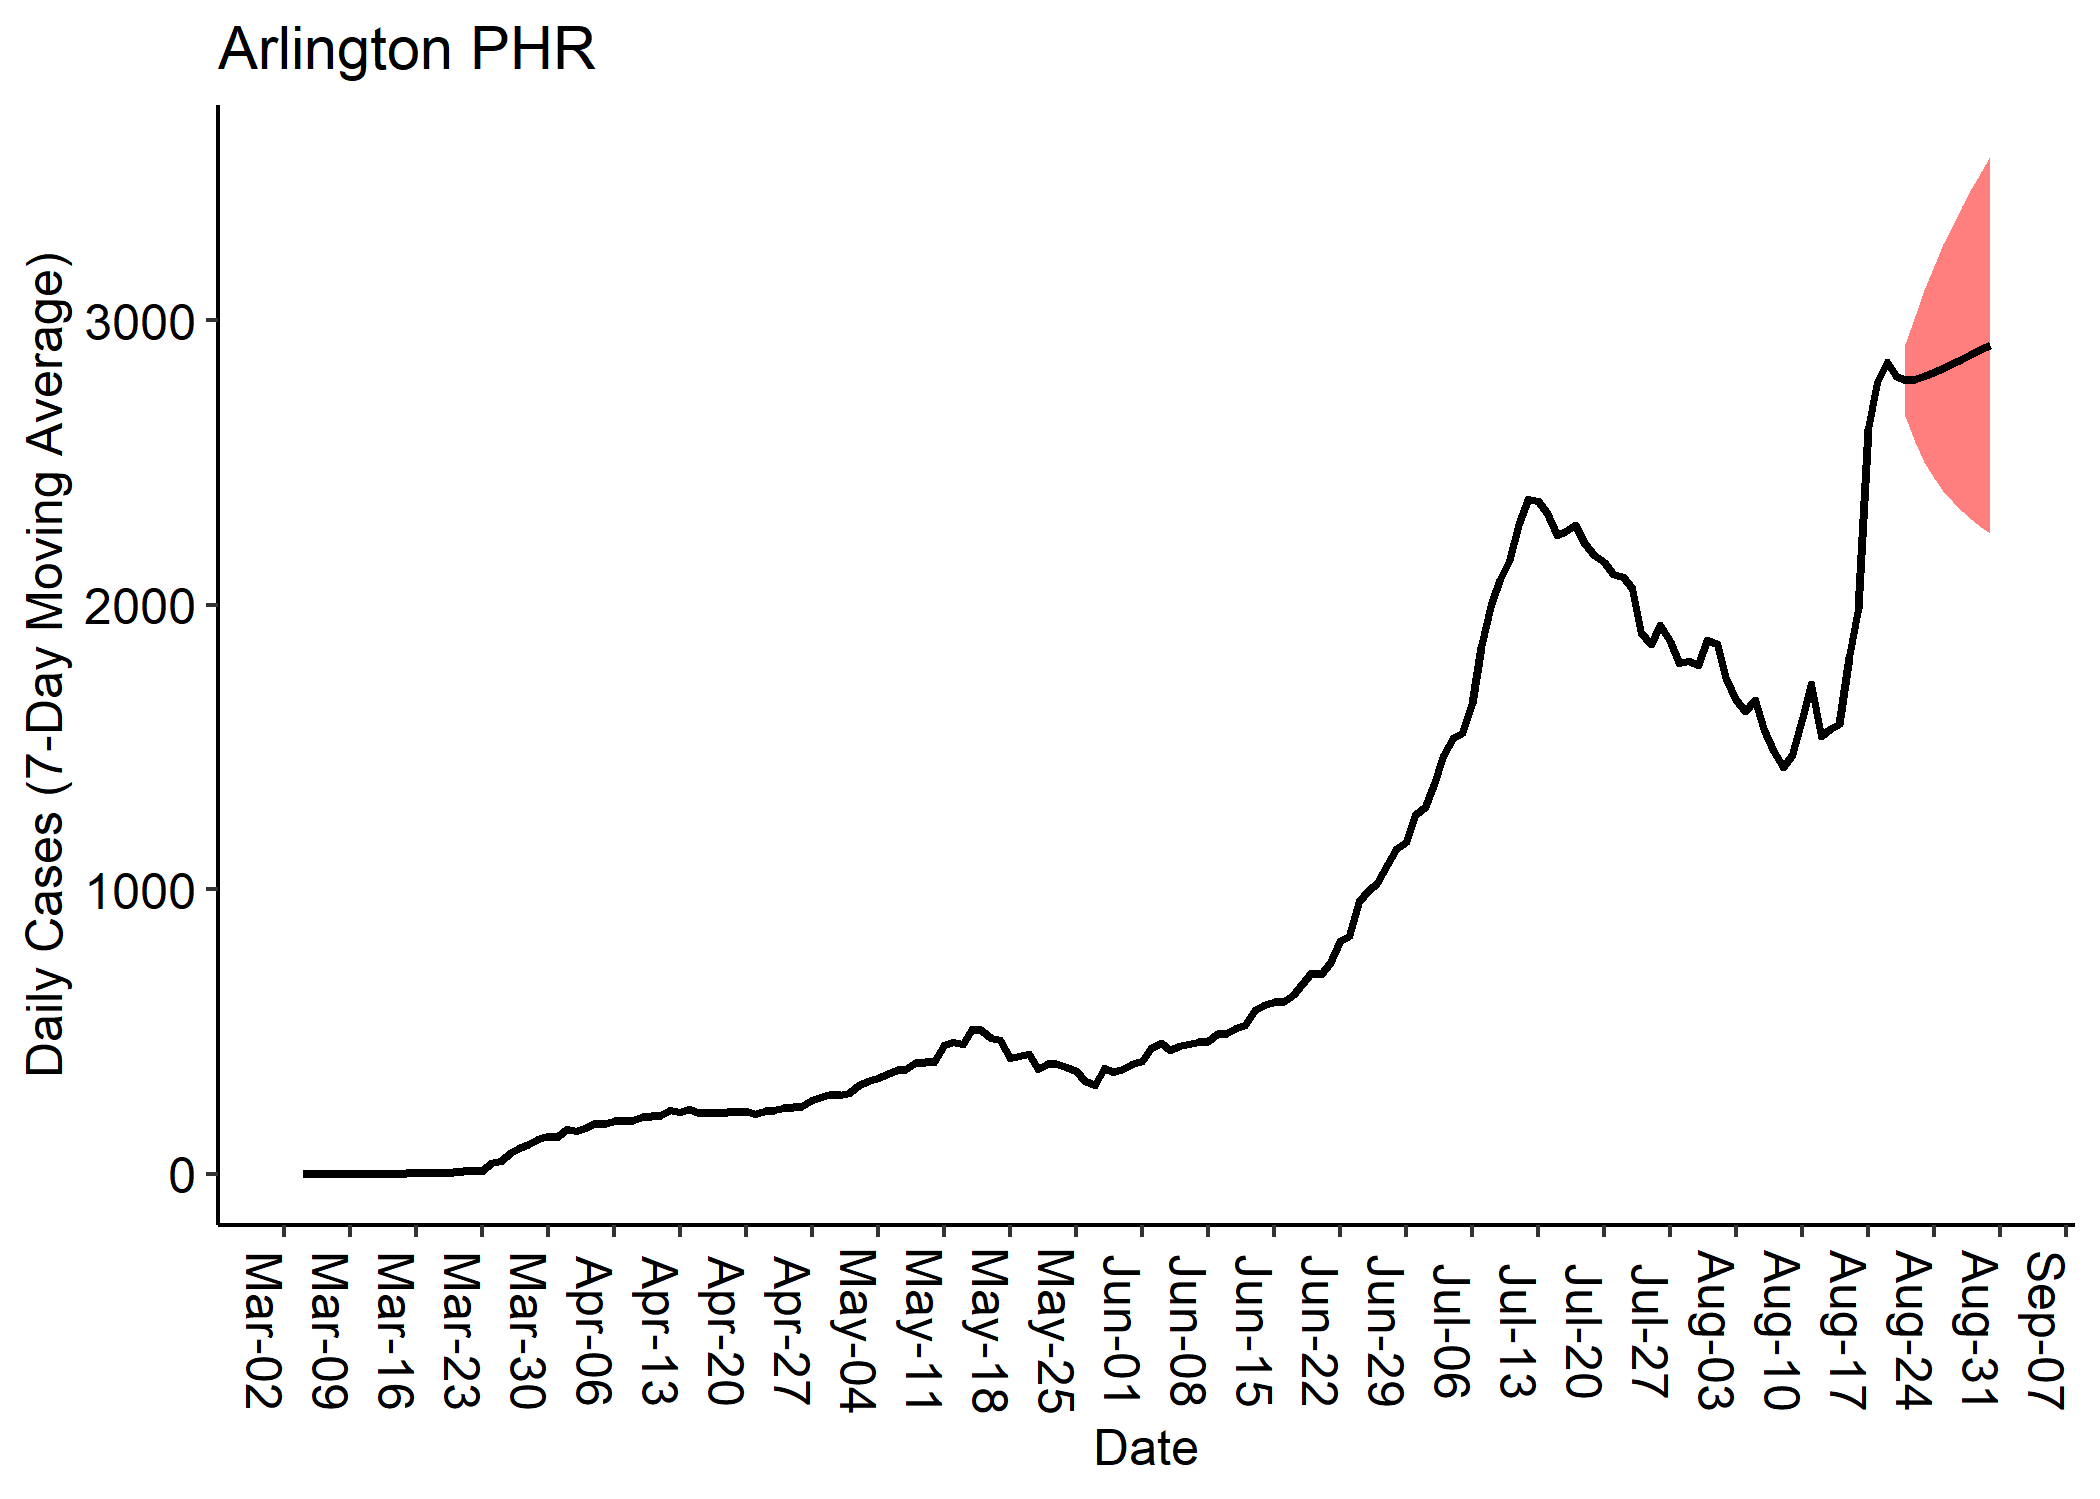 Arlington PHR
Daily Cases (7-Day Moving Average)
3000
2000
1000
0
Mar-02
Mar-09
Mar-16
Mar-23
Mar-30
Apr-06
Apr-13
Apr-20
Apr-27
May-04
May-11
May-18
May-25
Jun-01
Jun-08
Jun-15
Jun-22
Jun-29
Jul-06
Jul-13
Jul-20
Jul-27
Aug-03
Aug-10
Aug-17
Aug-24
Aug-31
Sep-07
Date